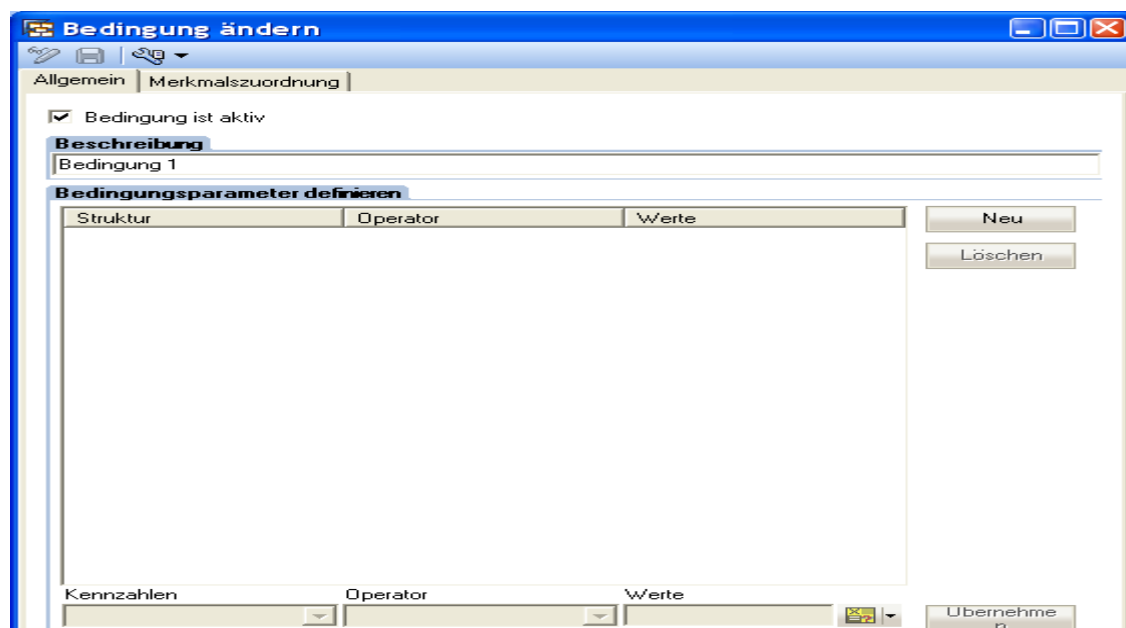 Bedingung ändern
Allgemein Merkmalszuordnung
Bedingung ist aktiv
Beschreibung
Bedingung 1
Bedingungsparameter definieren
Struktur Operator Werte Neu
Löschen
Kennzahlen Operator Werte
Übernehme
n